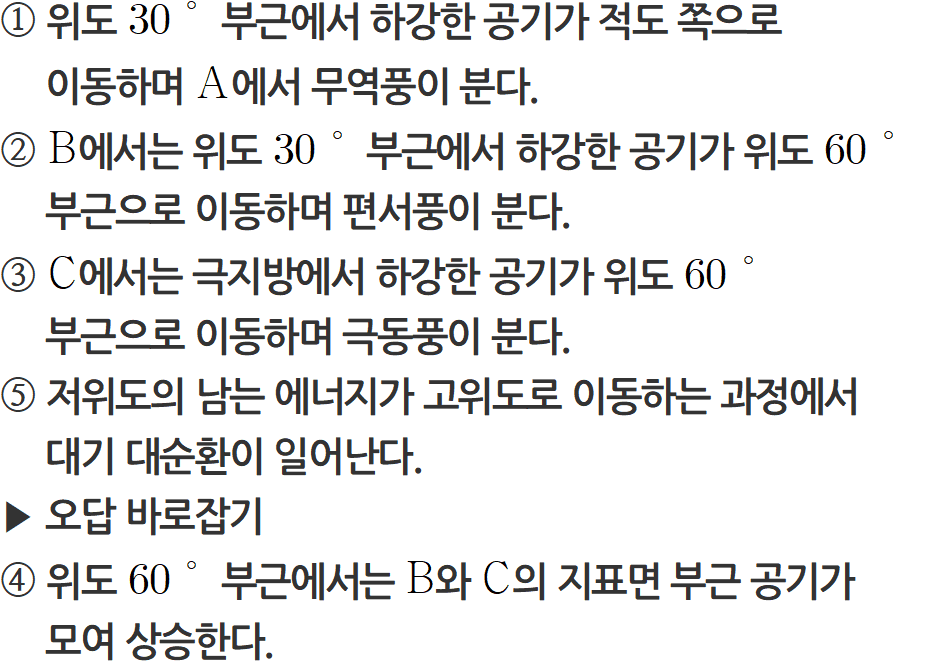 ① 위도 30° 부근에서 하강한 공기가 적도 쪽으로
이동하며 A에서 무역풍이 분다.
② B에서는 위도 30° 부근에서 하강한 공기가 위도 60°
부근으로 이동하며 편서풍이 분다.
③ C에서는 극지방에서 하강한 공기가 위도 60°
부근으로 이동하며 극동풍이 분다.
⑤ 저위도의 남는 에너지가 고위도로 이동하는 과정에서
대기 대순환이 일어난다.
▶ 오답 바로잡기
④ 위도 60° 부근에서는 B와 C의 지표면 부근 공기가
모여 상승한다.